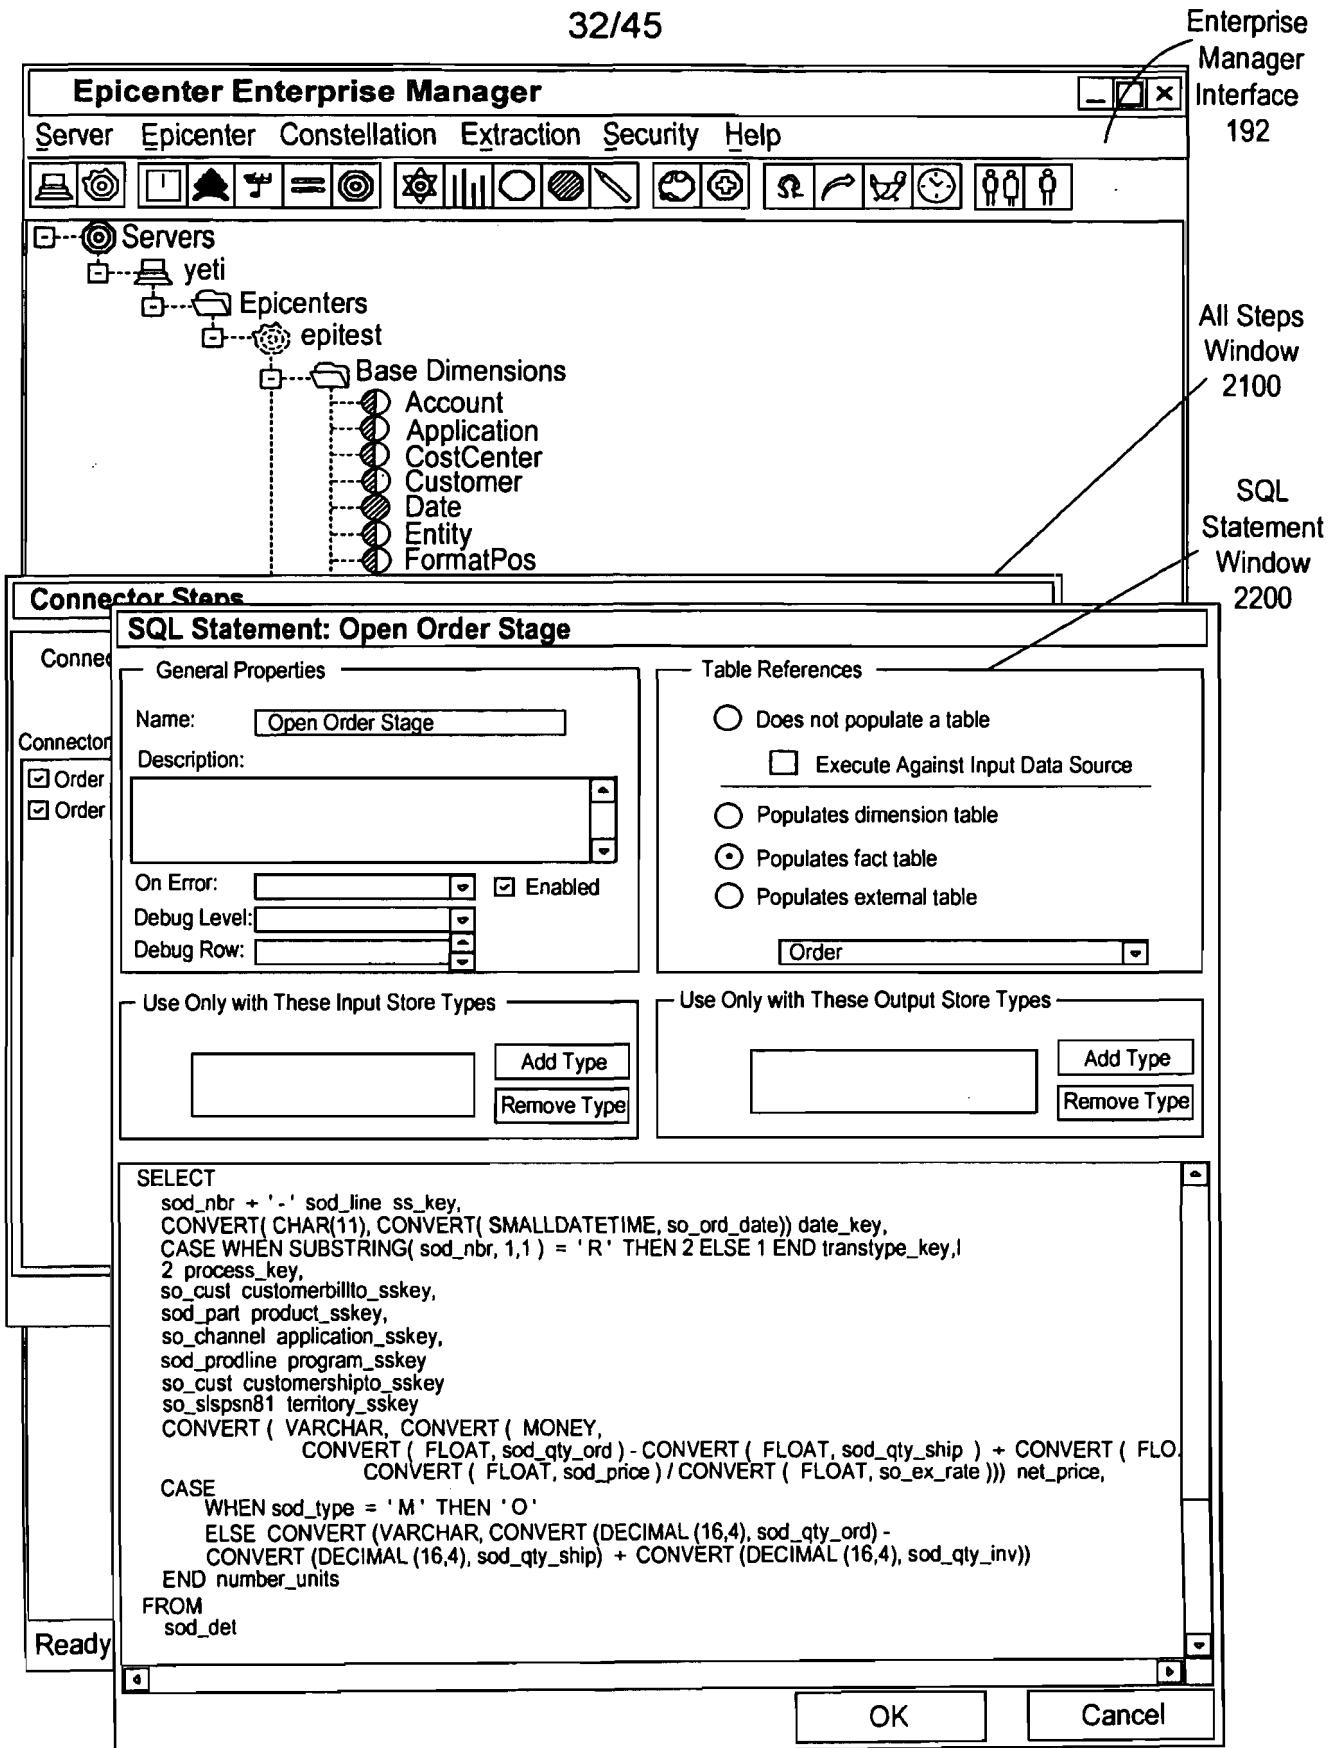 32/45
Enterprise
Manager
Interface
192
Epicenter Enterprise Manager
Server Epicenter Constellation Extraction Security Help
Servers
yeti
Epicenters
epitest
Base Dimensions
Account
Application
CostCenter
Customer
Date
Entity
FormatPos
All Steps
Window
2100
SQL
Statement
Window
2200
Connector Steps
Connec
Connector
Order
Order
SQL Statement: Open Order Stage
General Properties
Name: Open Order Stage
Description:
On Error: Enabled
Debug Level:
Debug Row:
Table References
Does not populate a table
Execute Against Input Data Source
Populates dimension table
Populates fact table
Populates external table
Order
Use Only with These Input Store Types
Add Type
Remove Type
Use Only with These Output Store Types
Add Type
Remove Type
SELECT
sod_nbr + '-' sod_line ss_key,
CONVERT( CHAR(11), CONVERT( SMALLDATETIME, so_ord_date)) date_key,
CASE WHEN SUBSTRING( sod_nbr, 1,1 ) = 'R' THEN 2 ELSE 1 END transtype_key,I
2 process_key,
so_cust customerbillto_sskey,
sod_part product_sskey,
so_channel application_sskey,
sod_prodline program_sskey
so_cust customershipto_sskey
so_slspsn81 territory_sskey
CONVERT ( VARCHAR, CONVERT ( MONEY,
CONVERT ( FLOAT, sod_qty_ord ) - CONVERT ( FLOAT, sod_qty_ship ) + CONVERT ( FLO.
CONVERT ( FLOAT, sod_price ) / CONVERT ( FLOAT, so_ex_rate ))) net_price,
CASE
WHEN sod_type = 'M' THEN 'O'
ELSE CONVERT (VARCHAR, CONVERT (DECIMAL (16,4), sod_qty_ord) -
CONVERT (DECIMAL (16,4), sod_qty_ship) + CONVERT (DECIMAL (16,4), sod_qty_inv))
END number_units
FROM
sod_det
Ready
OK
Cancel